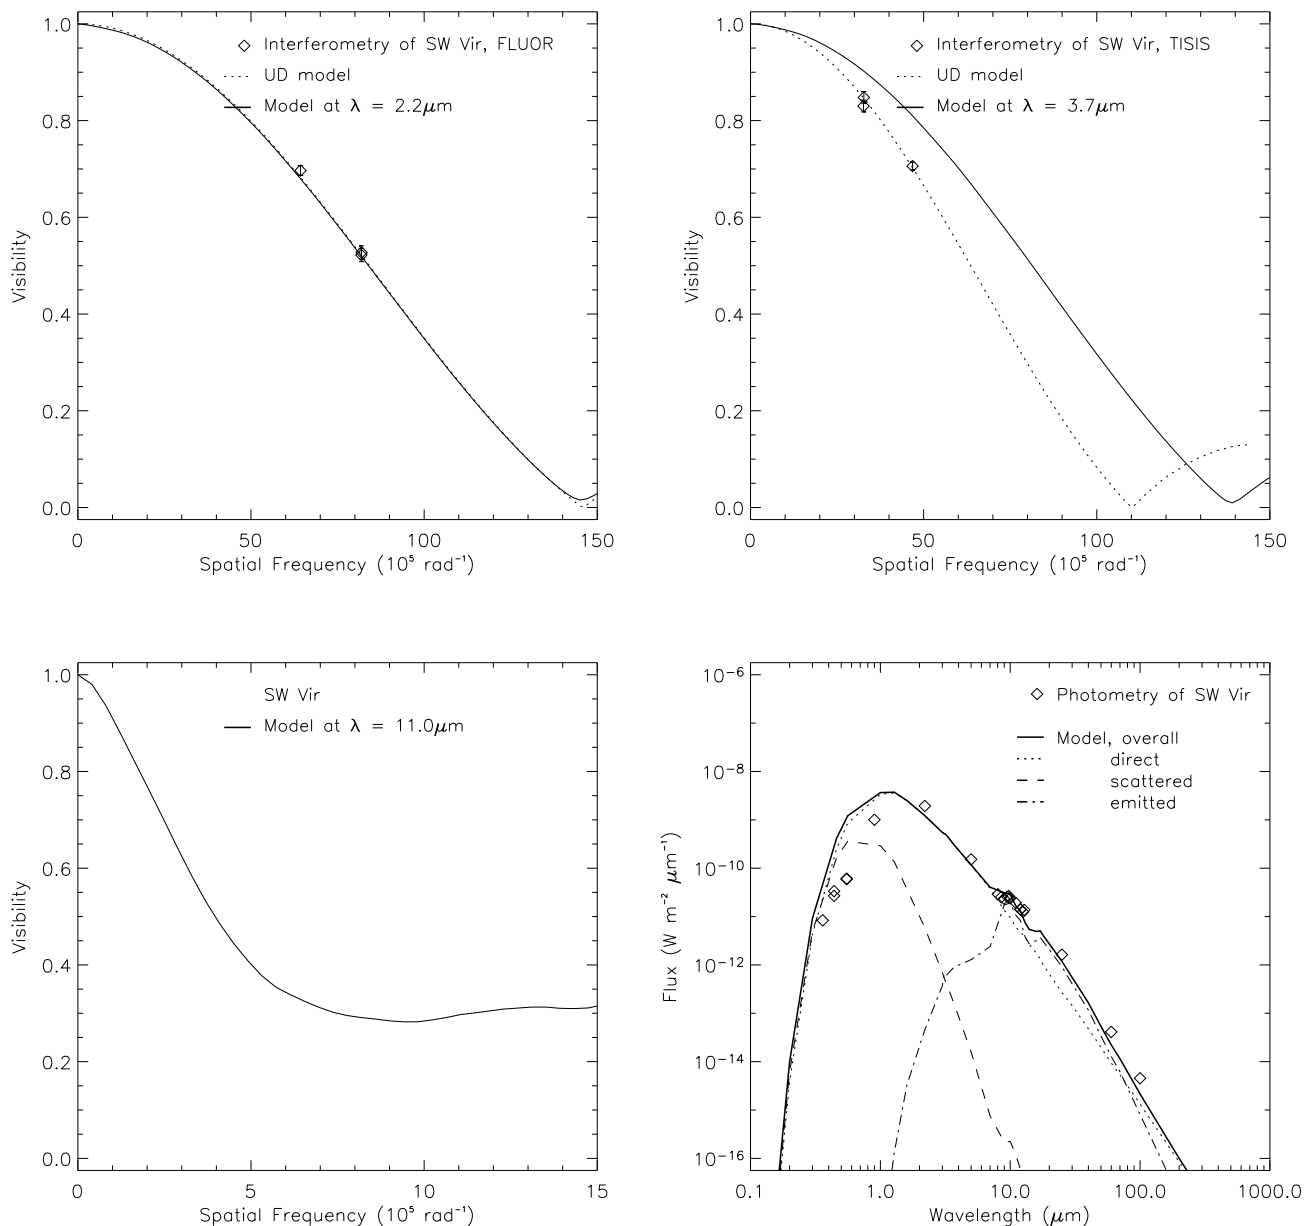 Interferometry of SW Vir, FLUOR
UD model
Model at λ = 2.2μm
1.0
0.8
0.6
0.4
0.2
0.0
Visibility
0
50
100
150
Spatial Frequency (10⁵ rad⁻¹)
Interferometry of SW Vir, TISIS
UD model
Model at λ = 3.7μm
1.0
0.8
0.6
0.4
0.2
0.0
Visibility
0
50
100
150
Spatial Frequency (10⁵ rad⁻¹)
SW Vir
Model at λ = 11.0μm
1.0
0.8
0.6
0.4
0.2
0.0
Visibility
0
5
10
15
Spatial Frequency (10⁵ rad⁻¹)
Photometry of SW Vir
Model, overall
direct
scattered
emitted
10⁻⁶
10⁻⁸
10⁻¹⁰
10⁻¹²
10⁻¹⁴
10⁻¹⁶
Flux (W m⁻² μm⁻¹)
0.1
1.0
10.0
100.0
1000.0
Wavelength (μm)